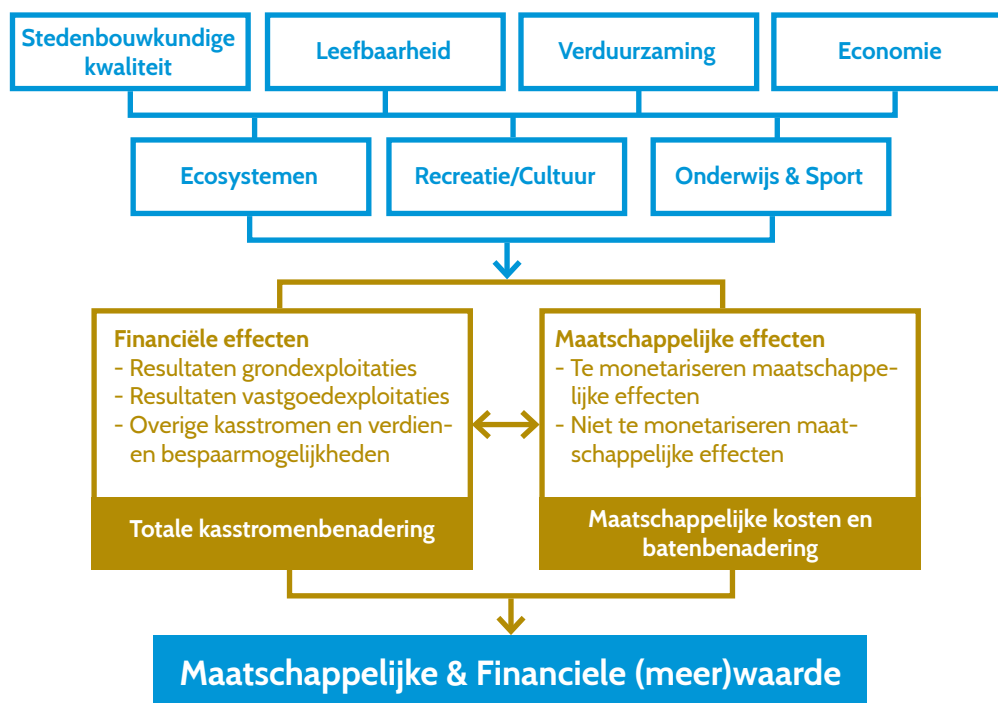 Stedenbouwkundige
kwaliteit
Leefbaarheid
Verduurzaming
Economie
Ecosystemen
Recreatie/Cultuur
Onderwijs & Sport
Financiële effecten
- Resultaten grondexploitaties
- Resultaten vastgoedexploitaties
- Overige kasstromen en verdien-
en bespaarmogelijkheden
Totale kasstromenbenadering
Maatschappelijke effecten
- Te monetariseren maatschappe-
lijke effecten
- Niet te monetariseren maat-
schappelijke effecten
Maatschappelijke kosten en
batenbenadering
Maatschappelijke & Financiele (meer)waarde